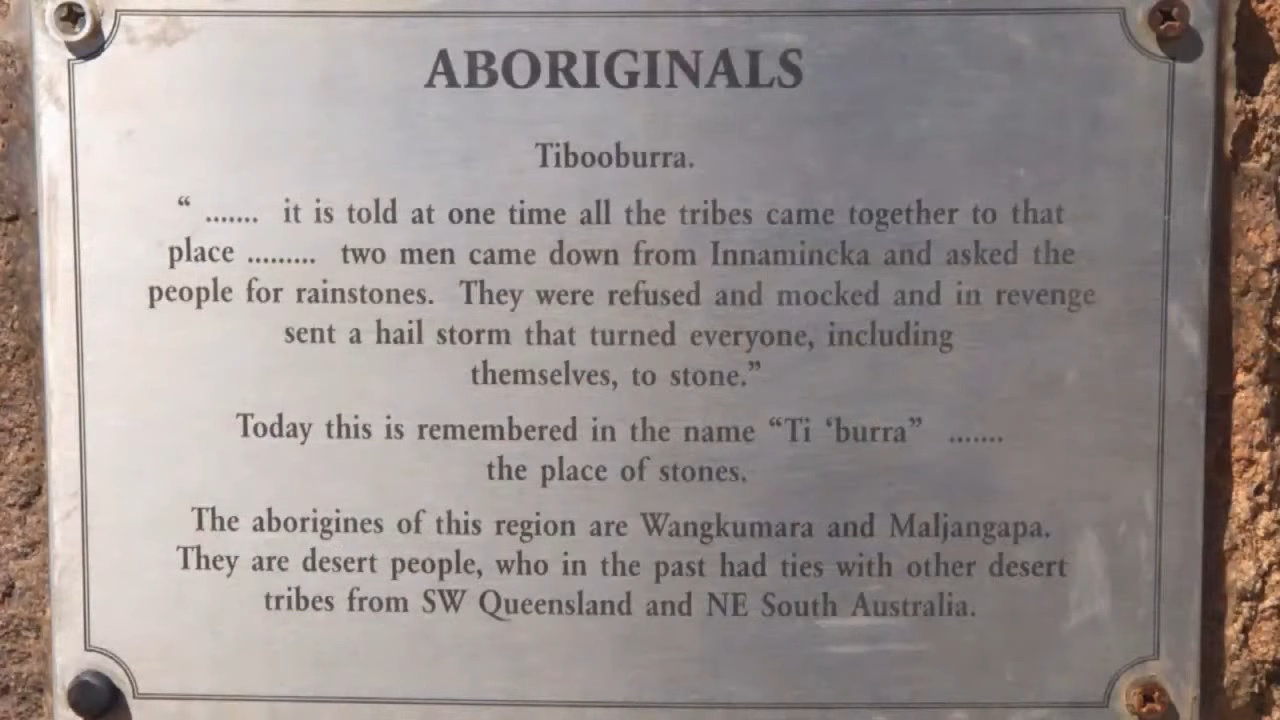 ABORIGINALS
Tibooburra.
“ ....... it is told at one time all the tribes came together to that
place ......... two men came down from Innamincka and asked the
people for rainstones. They were refused and mocked and in revenge
sent a hail storm that turned everyone, including
themselves, to stone.”
Today this is remembered in the name “Ti ‘burra” .......
the place of stones.
The aborigines of this region are Wangkumara and Maljangapa.
They are desert people, who in the past had ties with other desert
tribes from SW Queensland and NE South Australia.